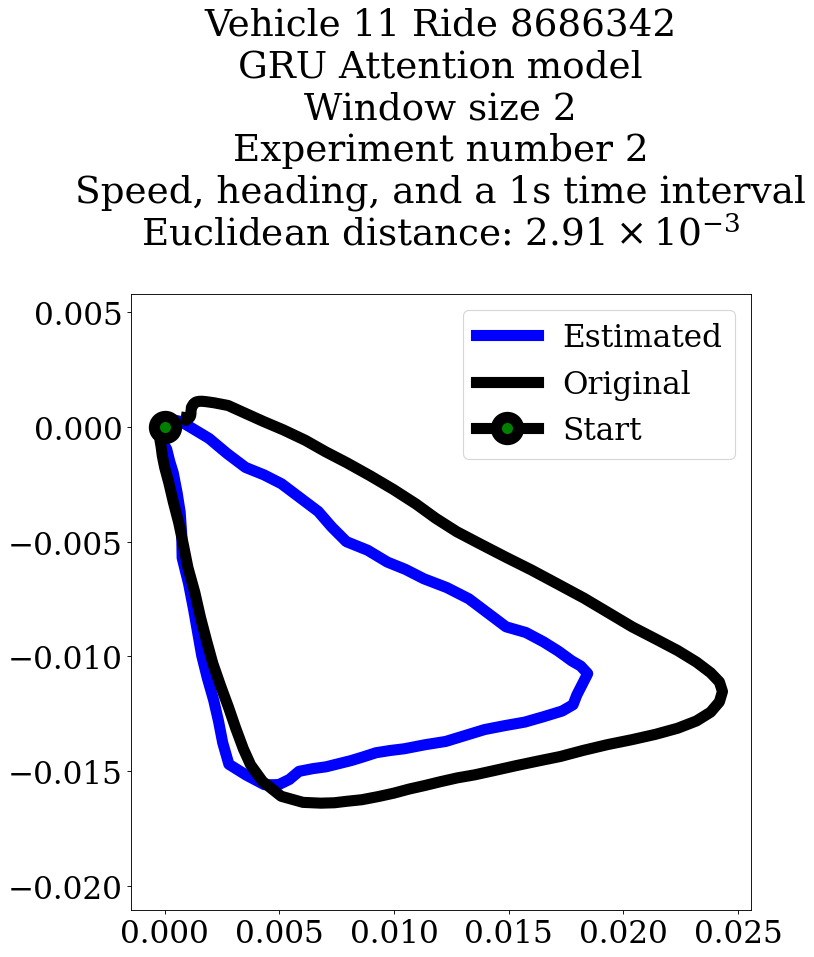 Vehicle 11 Ride 8686342
GRU Attention model
Window size 2
Experiment number 2
Speed, heading, and a 1s time interval
Euclidean distance: 2.91 × 10⁻³
Estimated
Original
Start
0.005
0.000
−0.005
−0.010
−0.015
−0.020
0.000 0.005 0.010 0.015 0.020 0.025